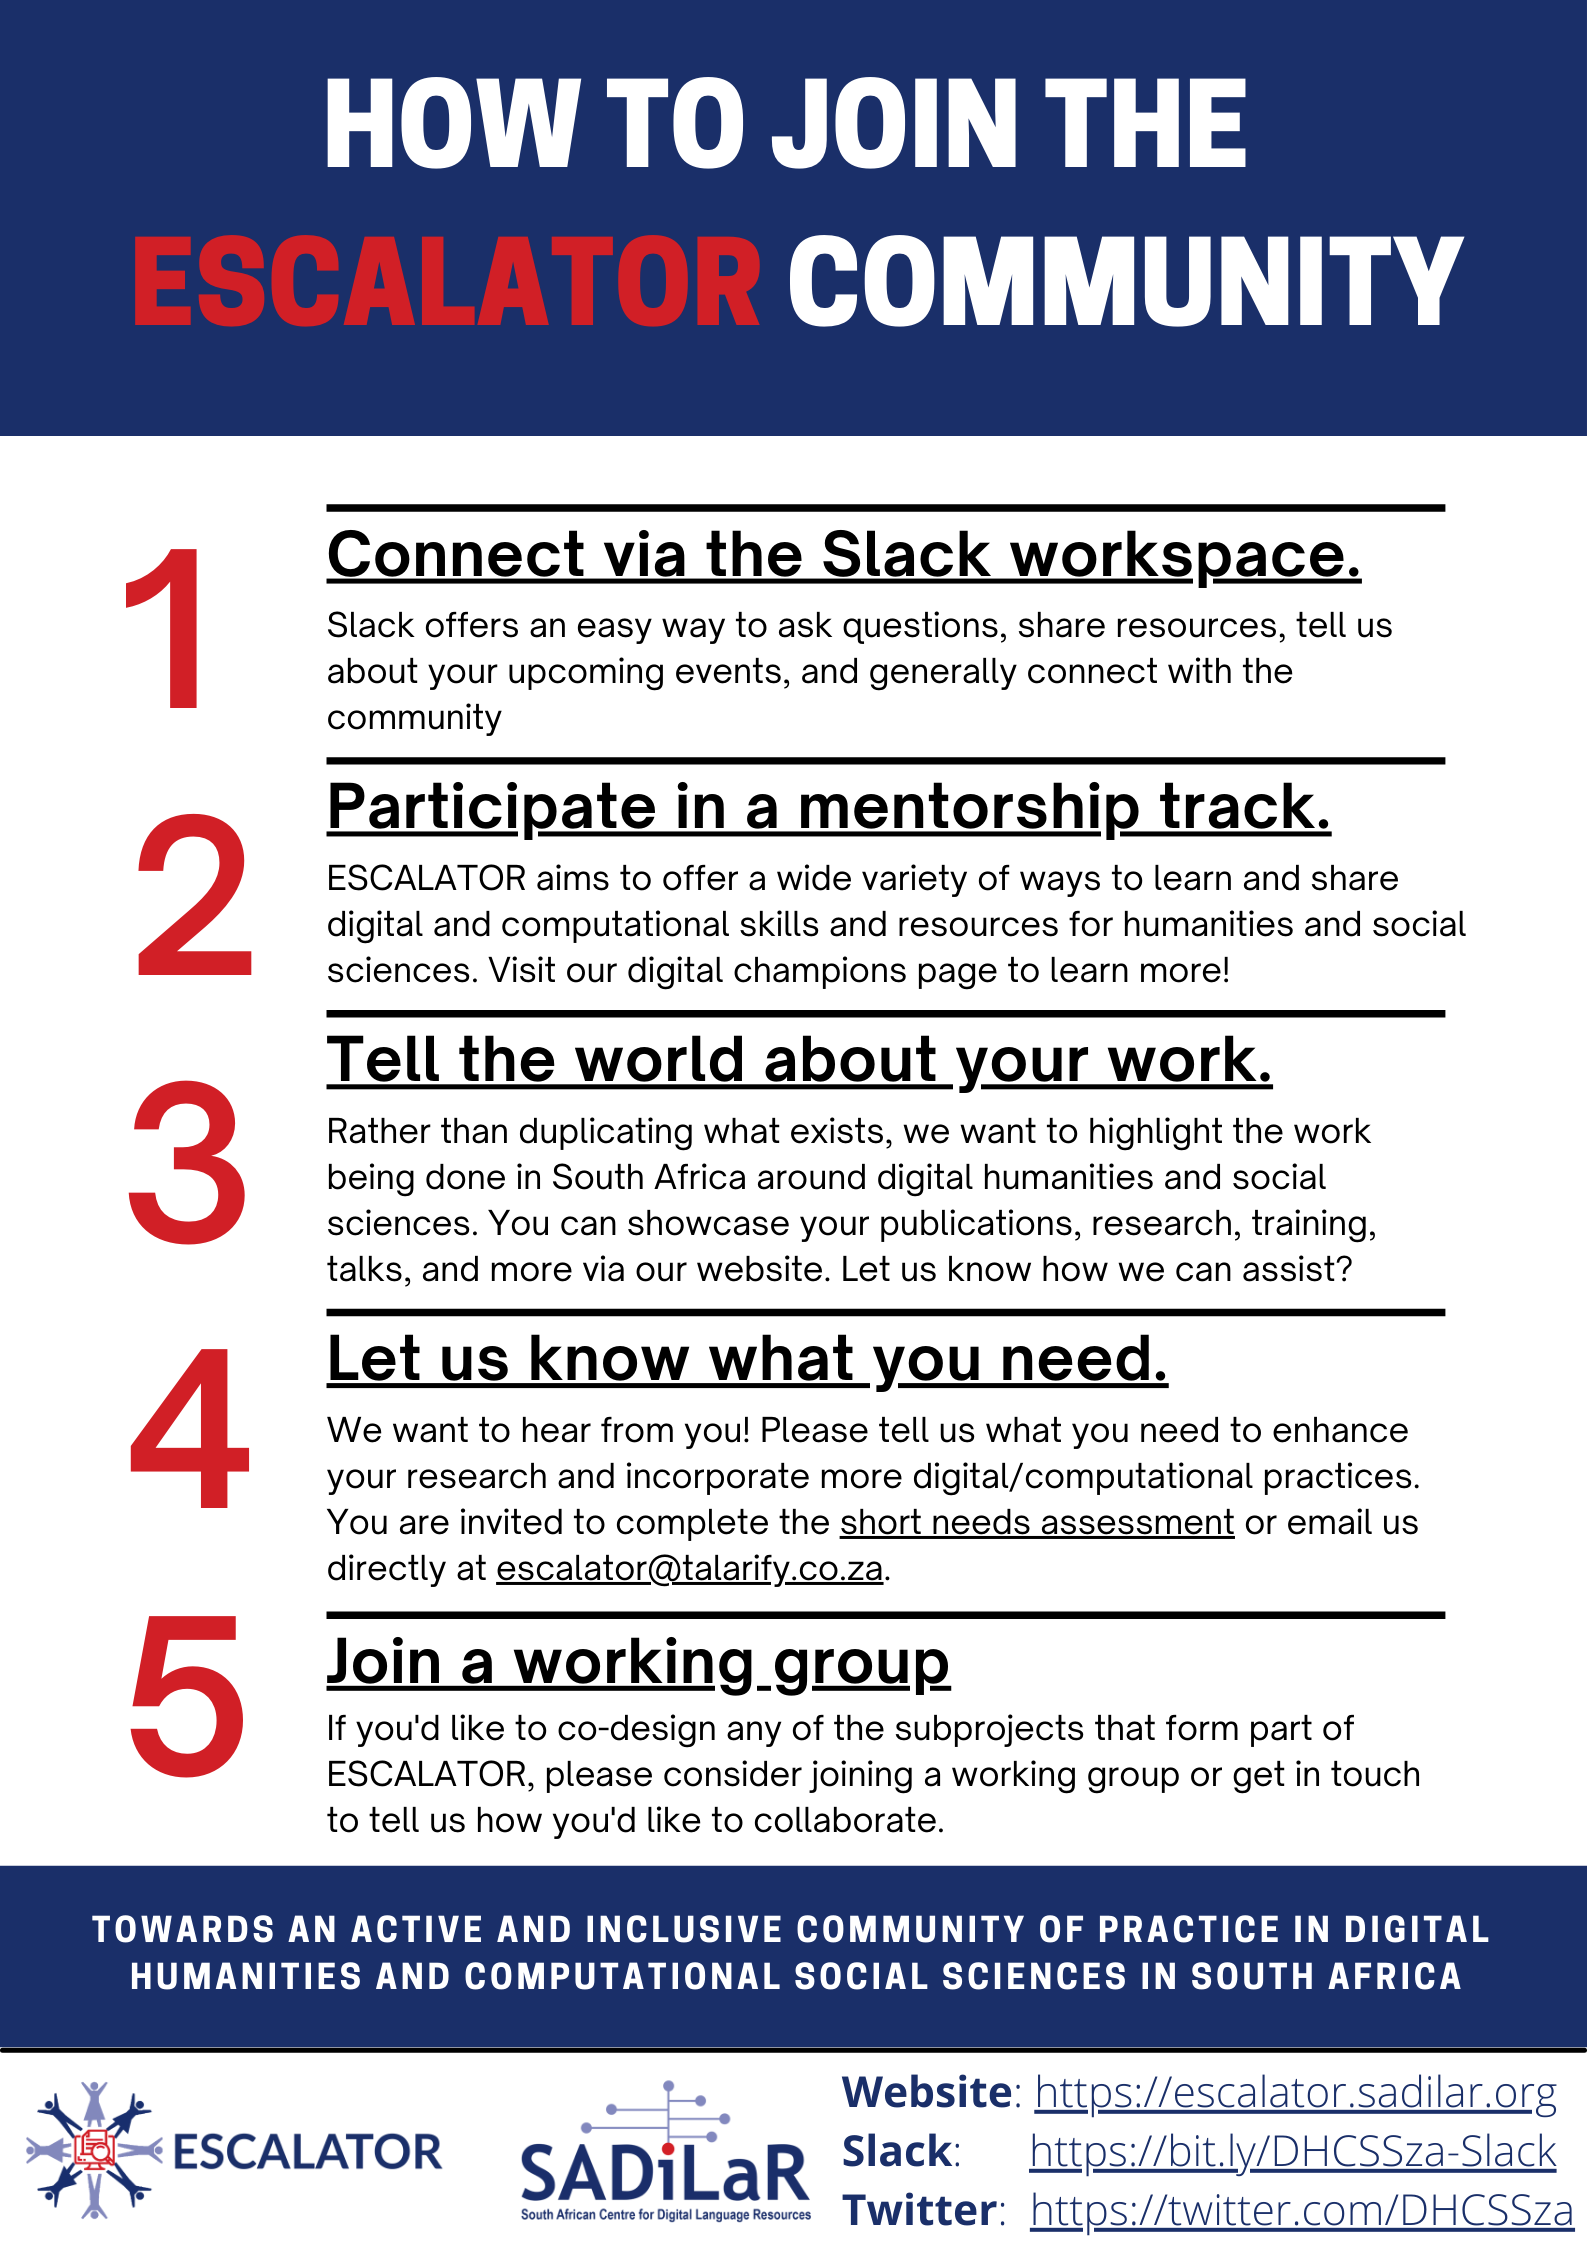 HOW TO JOIN THE
ESCALATOR COMMUNITY
1
Connect via the Slack workspace.
Slack offers an easy way to ask questions, share resources, tell us
about your upcoming events, and generally connect with the
community
2
Participate in a mentorship track.
ESCALATOR aims to offer a wide variety of ways to learn and share
digital and computational skills and resources for humanities and social
sciences. Visit our digital champions page to learn more!
3
Tell the world about your work.
Rather than duplicating what exists, we want to highlight the work
being done in South Africa around digital humanities and social
sciences. You can showcase your publications, research, training,
talks, and more via our website. Let us know how we can assist?
4
Let us know what you need.
We want to hear from you! Please tell us what you need to enhance
your research and incorporate more digital/computational practices.
You are invited to complete the short needs assessment or email us
directly at escalator@talarify.co.za.
5
Join a working group
If you'd like to co-design any of the subprojects that form part of
ESCALATOR, please consider joining a working group or get in touch
to tell us how you'd like to collaborate.
TOWARDS AN ACTIVE AND INCLUSIVE COMMUNITY OF PRACTICE IN DIGITAL
HUMANITIES AND COMPUTATIONAL SOCIAL SCIENCES IN SOUTH AFRICA
ESCALATOR
SADiLaR
South African Centre for Digital Language Resources
Website: https://escalator.sadilar.org
Slack: https://bit.ly/DHCSSza-Slack
Twitter: https://twitter.com/DHCSSza